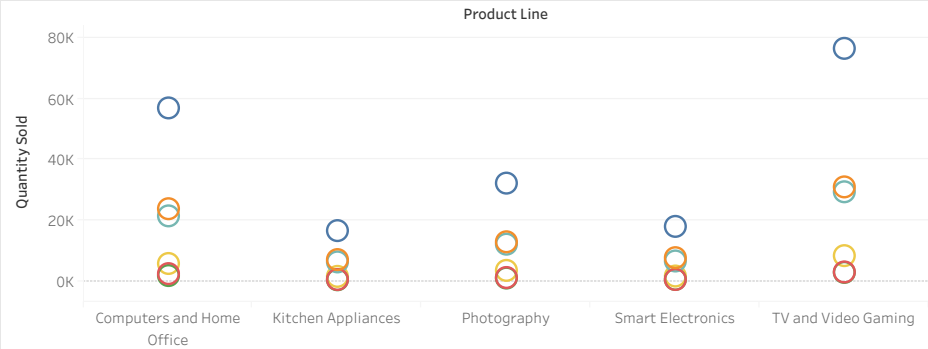 Product Line
80K
60K
40K
20K
0K
Quantity Sold
Computers and Home
Office
Kitchen Appliances
Photography
Smart Electronics
TV and Video Gaming